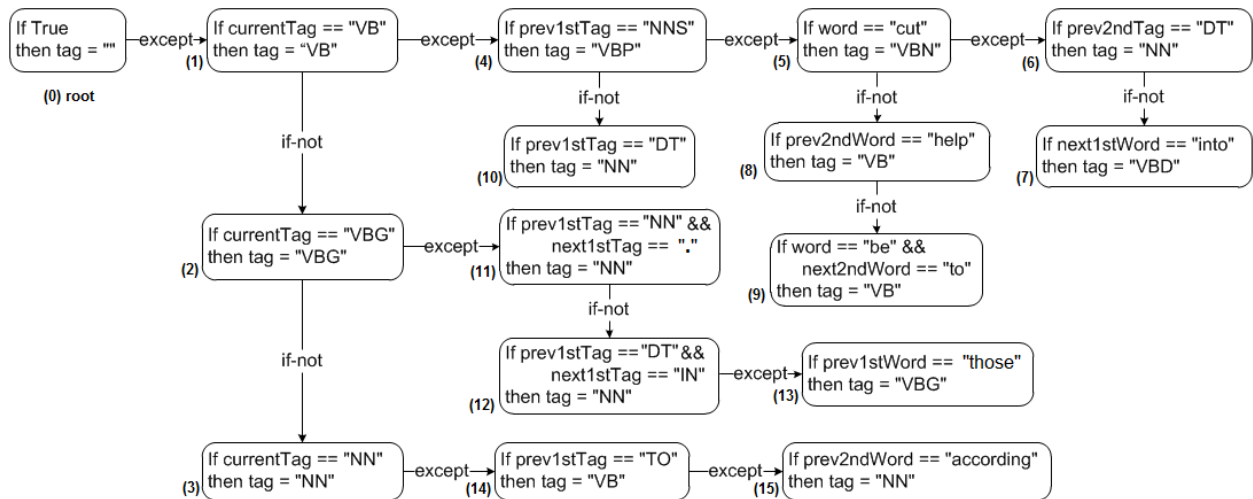 If True
then tag = ""
(0) root
except
If currentTag == "VB"
then tag = “VB"
(1)
except
If prev1stTag == "NNS"
then tag = "VBP"
(4)
except
If word == "cut"
then tag = "VBN"
(5)
except
If prev2ndTag == "DT"
then tag = "NN"
(6)
if-not
if-not
if-not
if-not
If prev1stTag == "DT"
then tag = "NN"
(10)
If prev2ndWord == "help"
then tag = "VB"
(8)
If next1stWord == "into"
then tag = "VBD"
(7)
if-not
If currentTag == "VBG"
then tag = "VBG"
(2)
except
If prev1stTag == "NN" &&
next1stTag == "."
then tag = "NN"
(11)
If word == "be" &&
next2ndWord == "to"
then tag = "VB"
(9)
if-not
if-not
If prev1stTag == "DT" &&
next1stTag == "IN"
then tag = "NN"
(12)
except
If prev1stWord == "those"
then tag = "VBG"
(13)
If currentTag == "NN"
then tag = "NN"
(3)
except
If prev1stTag == "TO"
then tag = "VB"
(14)
except
If prev2ndWord == "according"
then tag = "NN"
(15)